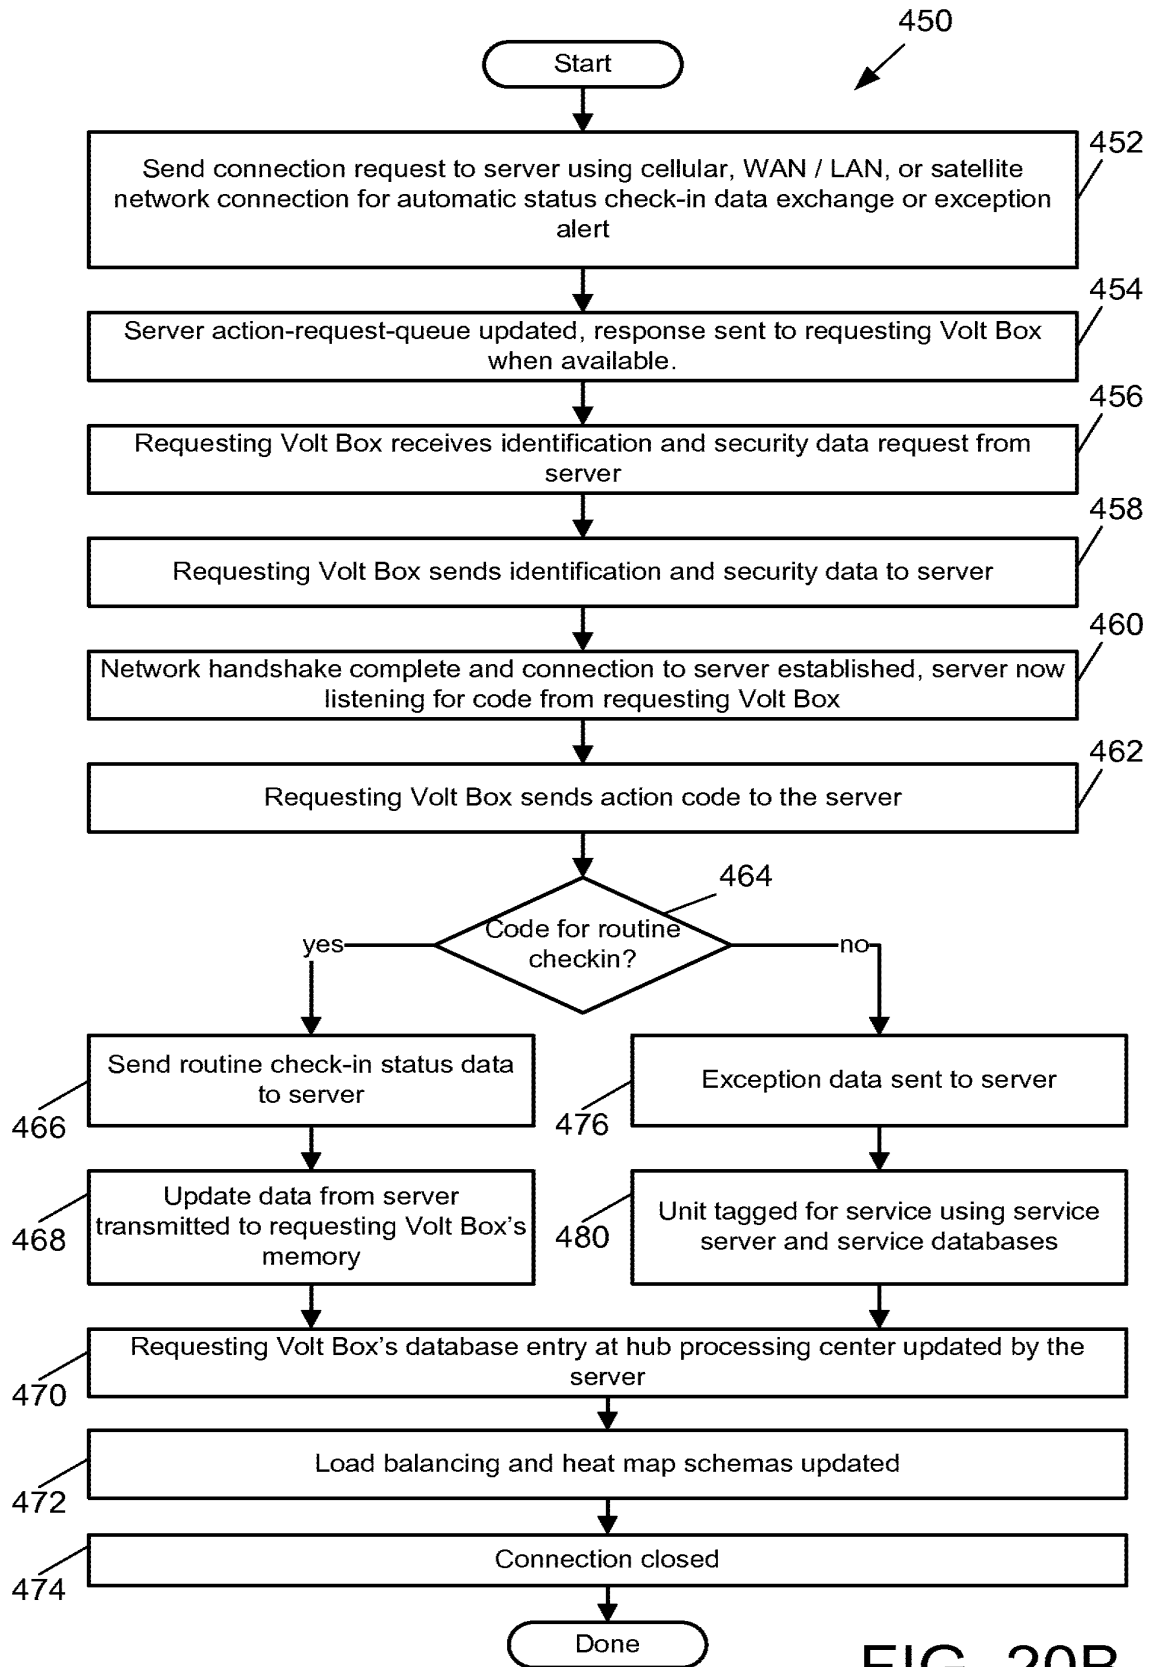 450
Start
452
Send connection request to server using cellular, WAN / LAN, or satellite
network connection for automatic status check-in data exchange or exception
alert
454
Server action-request-queue updated, response sent to requesting Volt Box
when available.
456
Requesting Volt Box receives identification and security data request from
server
458
Requesting Volt Box sends identification and security data to server
460
Network handshake complete and connection to server established, server now
listening for code from requesting Volt Box
462
Requesting Volt Box sends action code to the server
464
Code for routine
checkin?
yes
no
Send routine check-in status data
to server
466
Exception data sent to server
476
Update data from server
transmitted to requesting Volt Box's
memory
468
Unit tagged for service using service
server and service databases
480
Requesting Volt Box's database entry at hub processing center updated by the
server
470
Load balancing and heat map schemas updated
472
Connection closed
474
Done
FIG. 20B